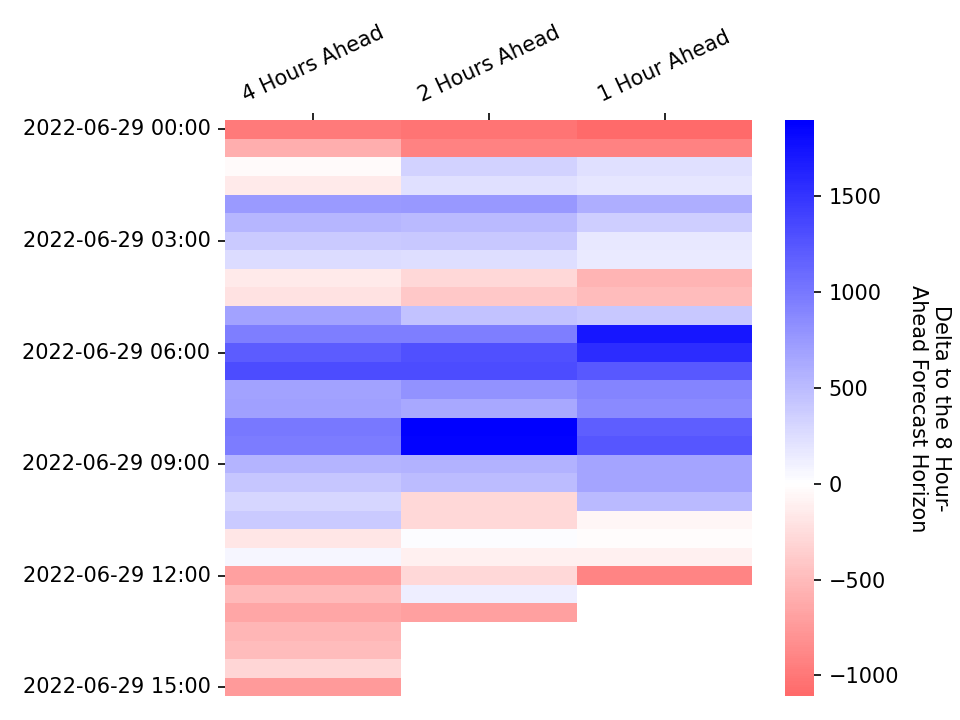 4 Hours Ahead
2 Hours Ahead
1 Hour Ahead
2022-06-29 00:00
2022-06-29 03:00
2022-06-29 06:00
2022-06-29 09:00
2022-06-29 12:00
2022-06-29 15:00
1500
1000
500
0
−500
−1000
Delta to the 8 Hour-
Ahead Forecast Horizon